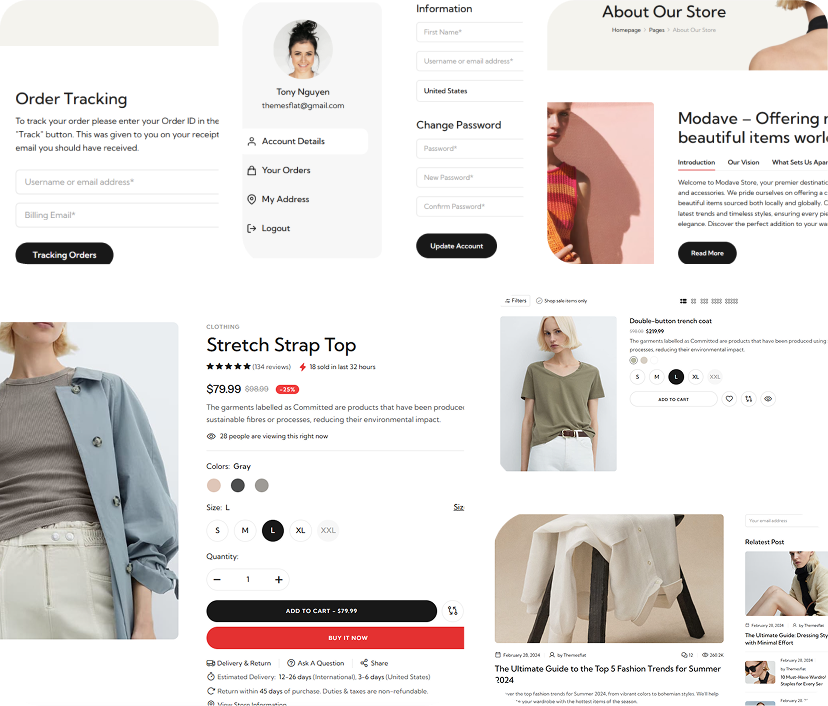 Order Tracking
To track your order please enter your Order ID in the
"Track" button. This was given to you on your receipt
email you should have received.
Username or email address*
Billing Email*
Tracking Orders
Tony Nguyen
themesflat@gmail.com
Account Details
Your Orders
My Address
Logout
Information
First Name*
Username or email address*
United States
Change Password
Password*
New Password*
Confirm Password*
Update Account
About Our Store
Homepage > Pages > About Our Store
Modave – Offering
beautiful items worl
Introduction Our Vision What Sets Us Apar
Welcome to Modave Store, your premier destinatio
and accessories. We pride ourselves on offering a c
beautiful items sourced both locally and globally. C
latest trends and timeless styles, ensuring every pie
elegance. Discover the perfect addition to your wa
Read More
CLOTHING
Stretch Strap Top
(134 reviews) 18 sold in last 32 hours
$79.99 $98.99 -25%
The garments labelled as Committed are products that have been produced
sustainable fibres or processes, reducing their environmental impact.
28 people are viewing this right now
Colors: Gray
Size: L Siz
S M L XL XXL
Quantity:
− 1 +
ADD TO CART - $79.99
BUY IT NOW
Delivery & Return Ask A Question Share
Estimated Delivery: 12-26 days (International), 3-6 days (United States)
Return within 45 days of purchase. Duties & taxes are non-refundable.
View Store Information
Filters Shop sale items only
Double-button trench coat
$219.99
The garments labelled as Committed are products that have been produced using
processes, reducing their environmental impact.
S M L XL XXL
ADD TO CART
February 28, 2024 by Themesflat 12 260.2K
The Ultimate Guide to the Top 5 Fashion Trends for Summer
2024
over the top fashion trends for Summer 2024, from vibrant colors to bohemian styles. We'll help
your wardrobe with the hottest items of the season.
Your email address
Relatest Post
February 28, 2024 by Themesflat
The Ultimate Guide: Dressing Sty
with Minimal Effort
February 28, 2024
by Themesflat
10 Must-Have Wardro
Staples for Every Se